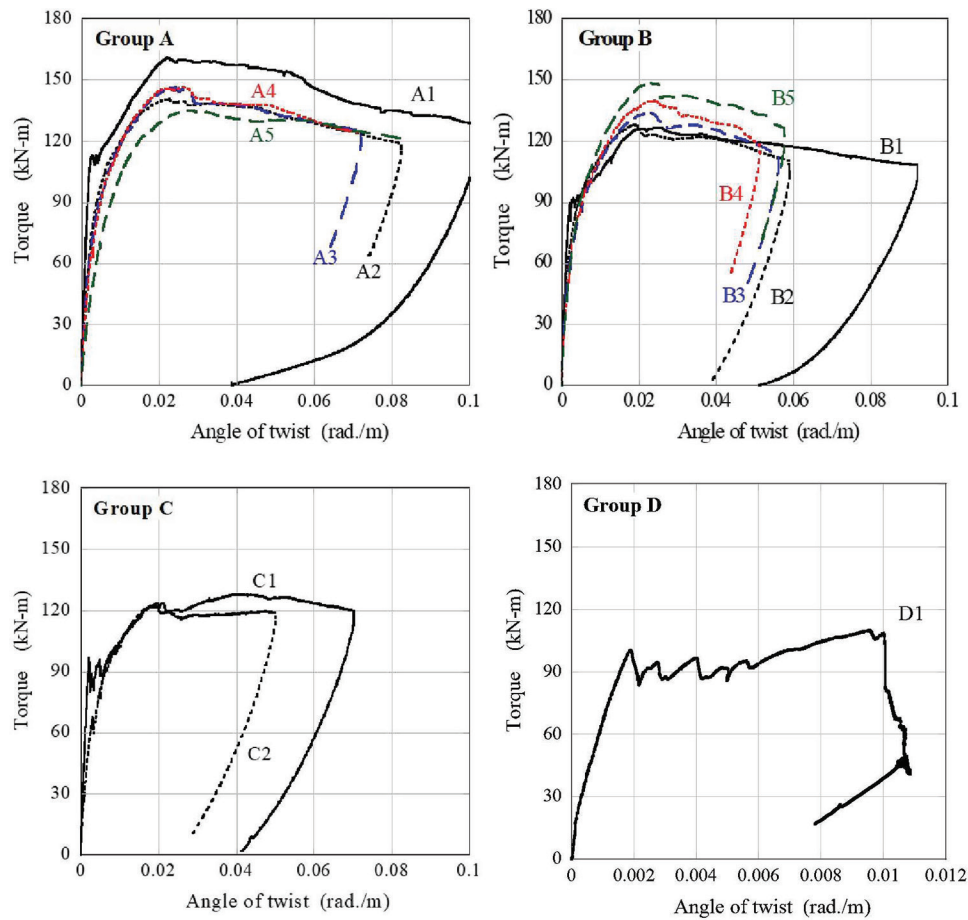 Group A
180
150
120
90
60
30
0
Torque (kN-m)
A4
A1
A5
A3
A2
0 0.02 0.04 0.06 0.08 0.1
Angle of twist (rad./m)
Group B
180
150
120
90
60
30
0
Torque (kN-m)
B5
B1
B4
B3
B2
0 0.02 0.04 0.06 0.08 0.1
Angle of twist (rad./m)
Group C
180
150
120
90
60
30
0
Torque (kN-m)
C1
C2
0 0.02 0.04 0.06 0.08 0.1
Angle of twist (rad./m)
Group D
180
150
120
90
60
30
0
Torque (kN-m)
D1
0 0.002 0.004 0.006 0.008 0.01 0.012
Angle of twist (rad./m)